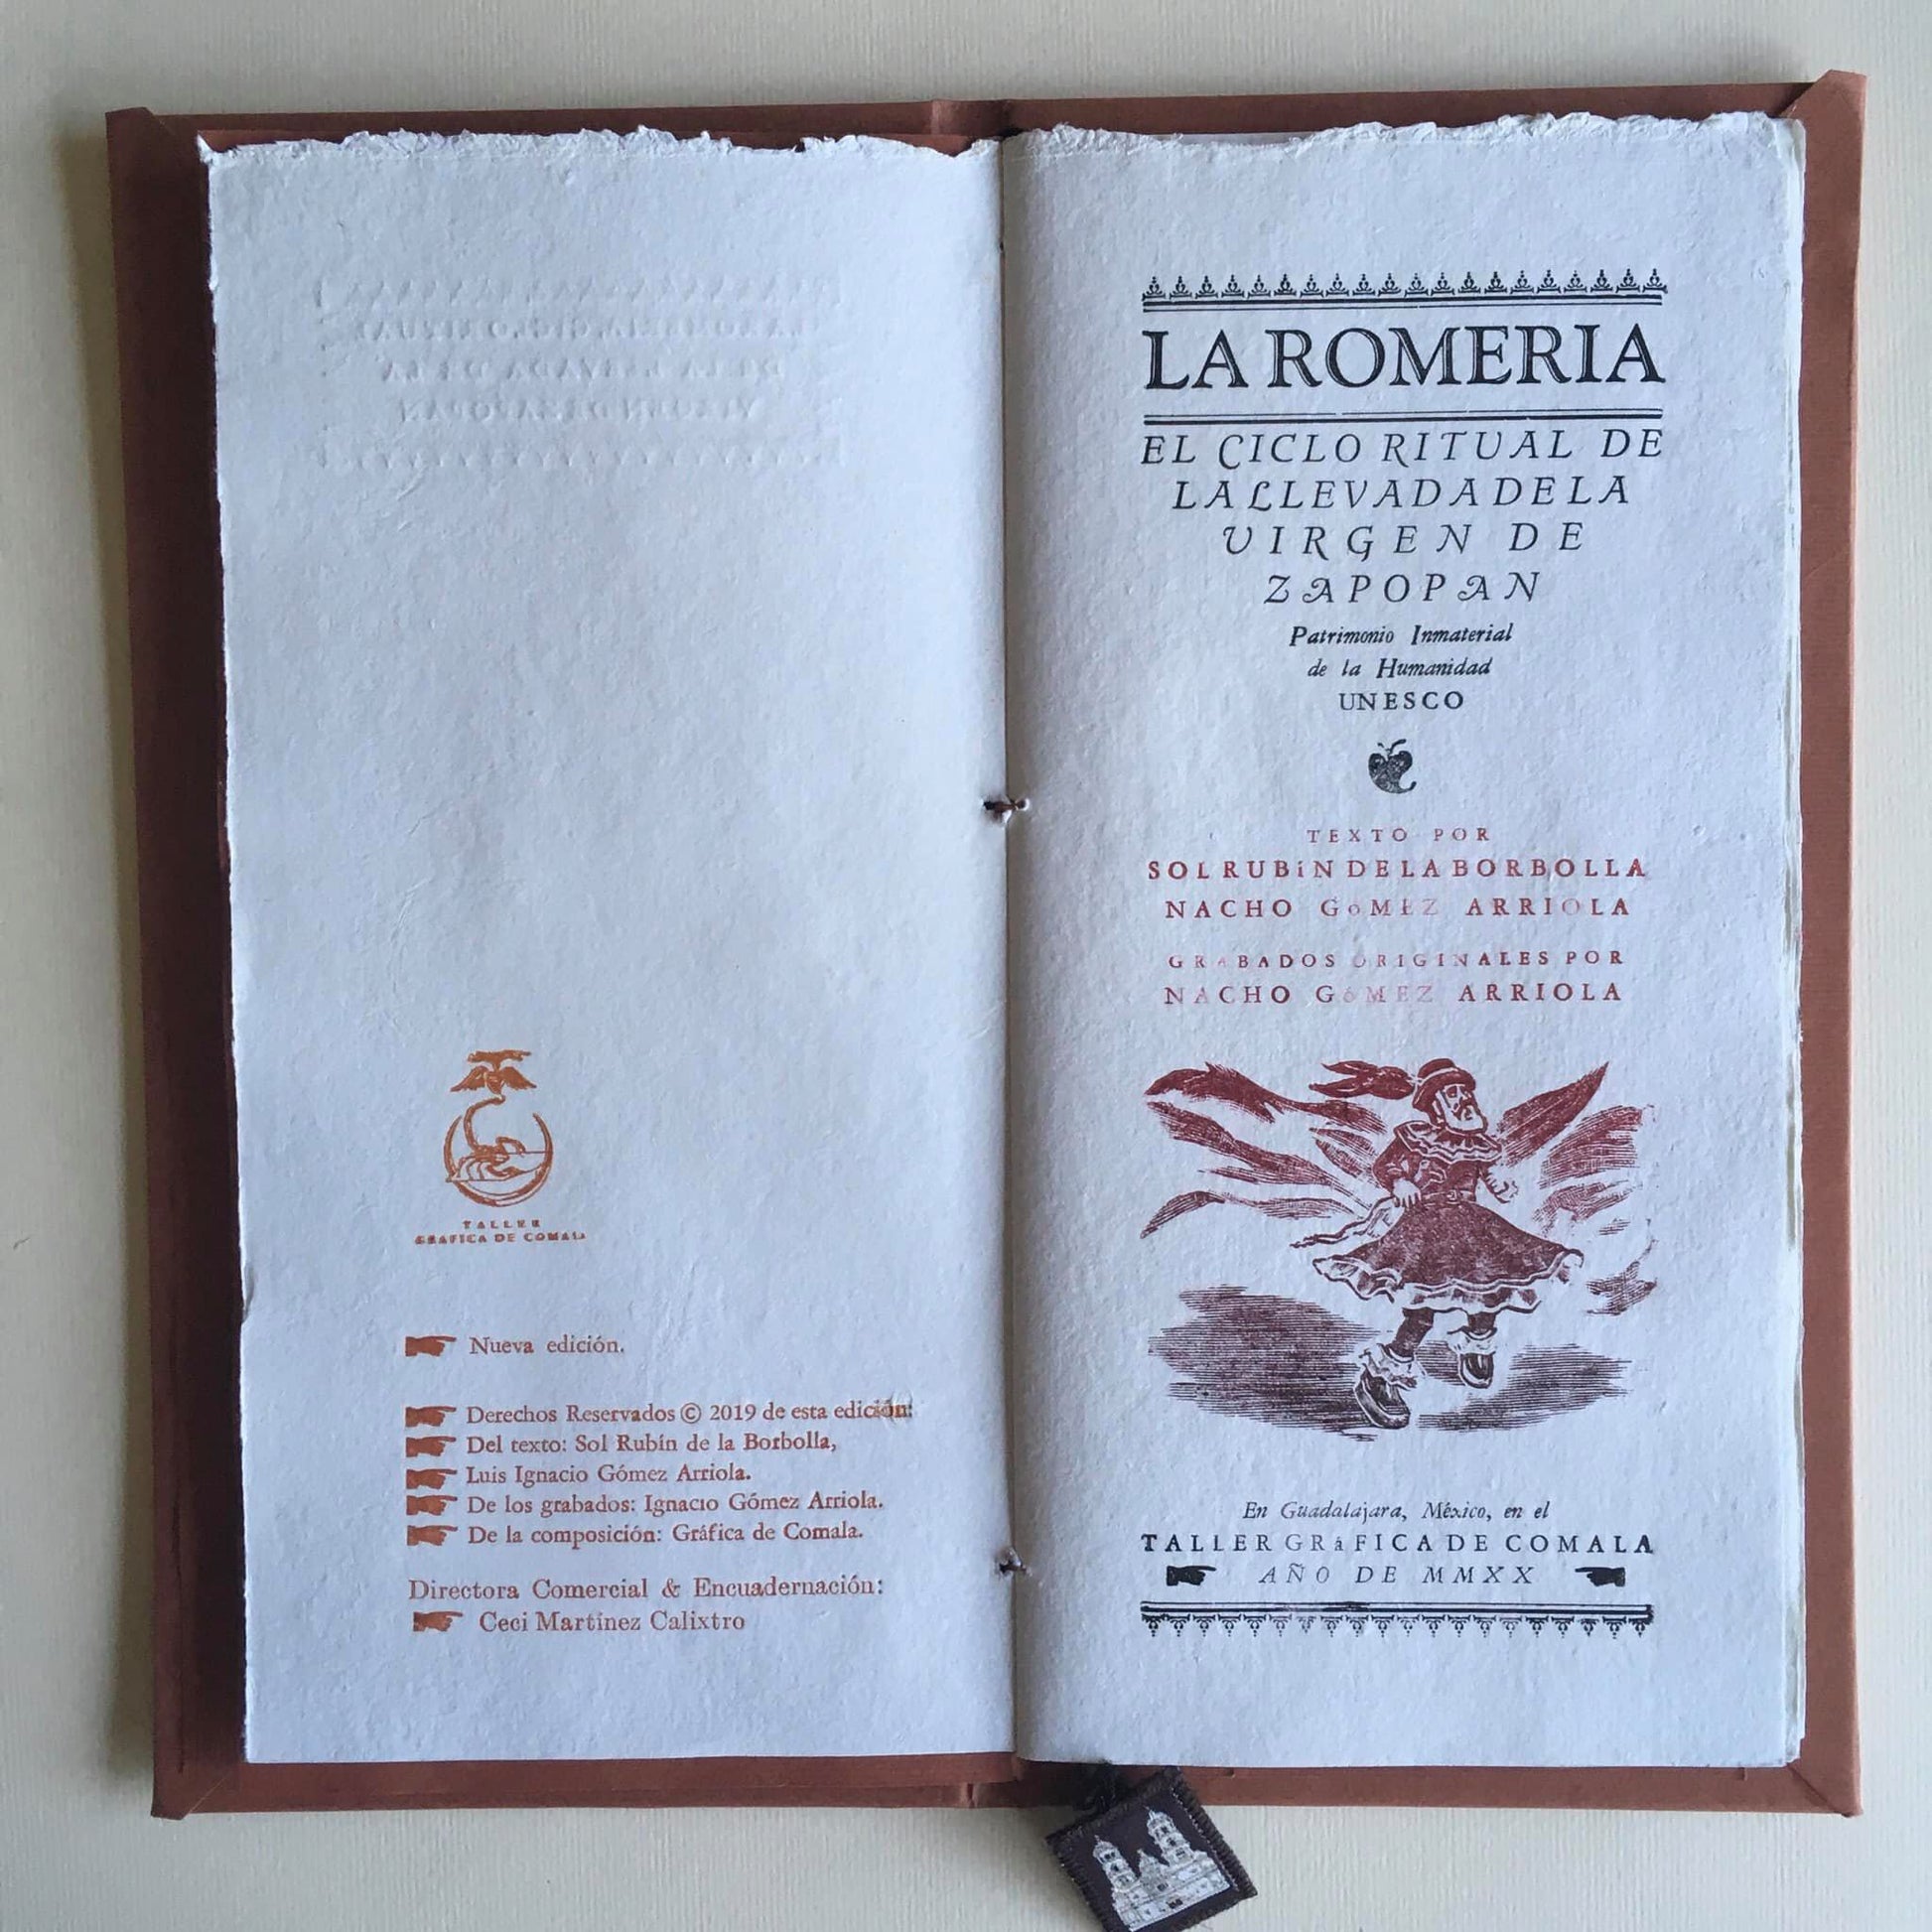 TALLER
GRAFICA DE COMALA
Nueva edición.
Derechos Reservados © 2019 de esta edición:
Del texto: Sol Rubín de la Borbolla,
Luis Ignacio Gómez Arriola.
De los grabados: Ignacio Gómez Arriola.
De la composición: Gráfica de Comala.
Directora Comercial & Encuadernación:
Ceci Martínez Calixtro
LA ROMERIA
EL CICLO RITUAL DE
LA LLEVADA DE LA
VIRGEN DE
ZAPOPAN
Patrimonio Inmaterial
de la Humanidad
UNESCO
TEXTO POR
SOL RUBíN DE LA BORBOLLA
NACHO GóMEZ ARRIOLA
GRABADOS ORIGINALES POR
NACHO GóMEZ ARRIOLA
En Guadalajara, México, en el
TALLER GRáFICA DE COMALA
AÑO DE MMXX